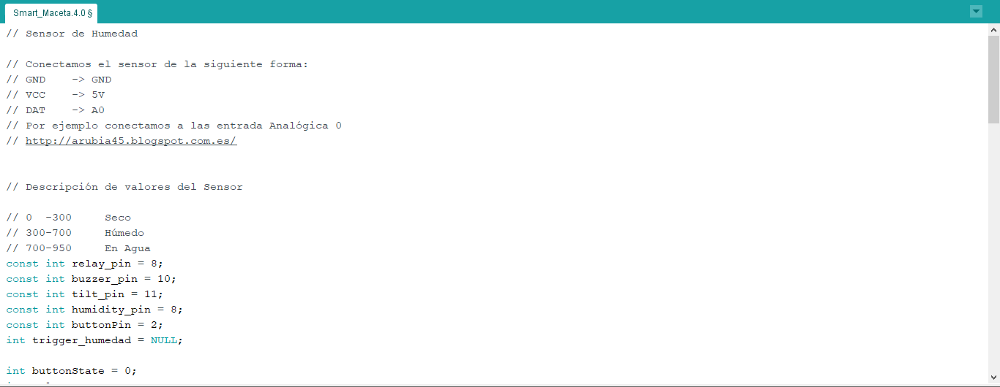 Smart_Maceta.4.0 §
// Sensor de Humedad
// Conectamos el sensor de la siguiente forma:
// GND    -> GND
// VCC    -> 5V
// DAT    -> A0
// Por ejemplo conectamos a las entrada Analógica 0
// http://arubia45.blogspot.com.es/
// Descripción de valores del Sensor
// 0  -300     Seco
// 300-700     Húmedo
// 700-950     En Agua
const int relay_pin = 8;
const int buzzer_pin = 10;
const int tilt_pin = 11;
const int humidity_pin = 8;
const int buttonPin = 2;
int trigger_humedad = NULL;
int buttonState = 0;